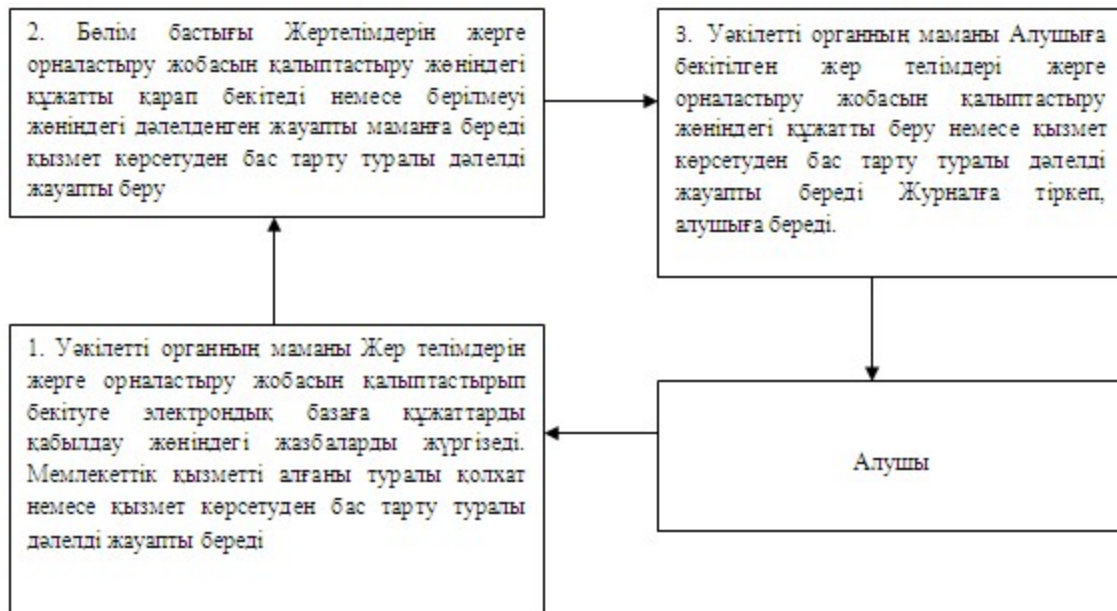 2. Бөлім бастығы Жертелімдерін жерге
орналастыру жобасын қалыптастыру жөніндегі
құжатты қарап бекітеді немесе берілмеуі
жөніндегі дәлелденген жауапты маманға береді
қызмет көрсетуден бас тарту туралы дәлелді
жауапты беру
3. Уәкілетті органның маманы Алушыға
бекітілген жер телімдері жерге
орналастыру жобасын қалыптастыру
жөніндегі құжатты беру немесе қызмет
көрсетуден бас тарту туралы дәлелді
жауапты береді Журналға тіркеп,
алушыға береді.
1. Уәкілетті органның маманы Жер телімдерін
жерге орналастыру жобасын қалыптастырып
бекітуге электрондық базаға құжаттарды
қабылдау жөніндегі жазбаларды жүргізеді.
Мемлекеттік қызметті алғаны туралы қолхат
немесе қызмет көрсетуден бас тарту туралы
дәлелді жауапты береді
Алушы